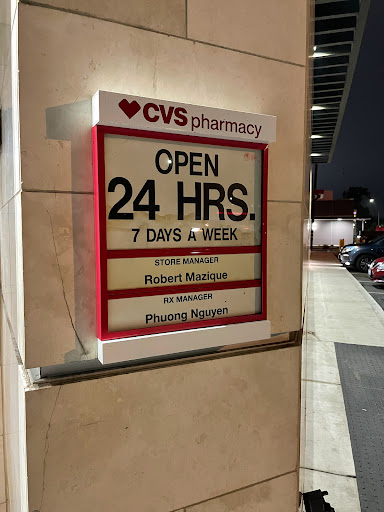 CVS pharmacy
OPEN
24 HRS.
7 DAYS A WEEK
STORE MANAGER
Robert Mazique
RX MANAGER
Phuong Nguyen